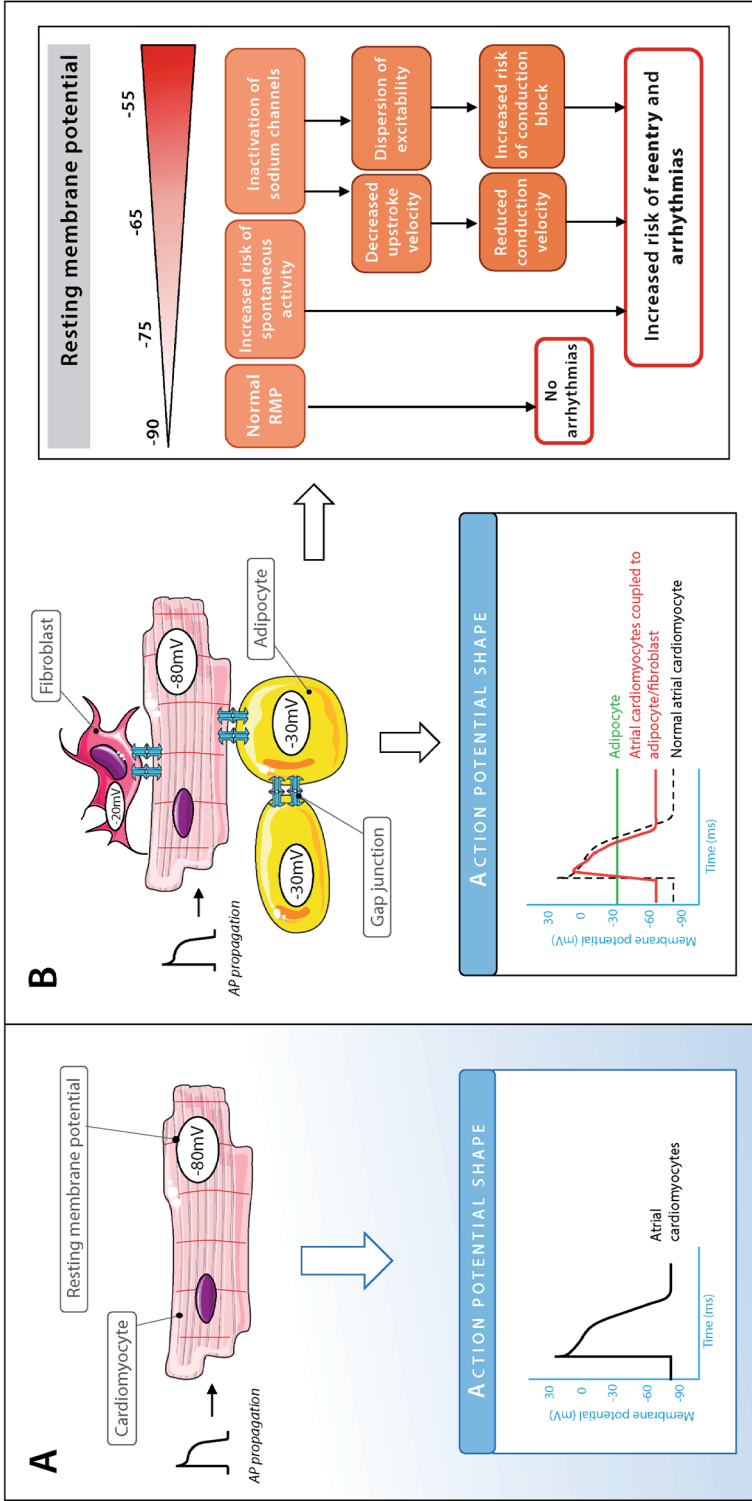 A
Resting membrane potential
Cardiomyocyte
-80mV
AP propagation
ACTION POTENTIAL SHAPE
Membrane potential (mV)
30
0
-30
-60
-90
Time (ms)
Atrial
cardiomyocytes
B
Fibroblast
-20mV
-80mV
AP propagation
-30mV
-30mV
Adipocyte
Gap junction
ACTION POTENTIAL SHAPE
Membrane potential (mV)
30
0
-30
-60
-90
Time (ms)
Adipocyte
Atrial cardiomyocytes coupled to
adipocyte/fibroblast
Normal atrial cardiomyocyte
Resting membrane potential
-90
-75
-65
-55
Normal
RMP
Increased risk of
spontaneous
activity
Inactivation of
sodium channels
Decreased
upstroke
velocity
Dispersion of
excitability
Reduced
conduction
velocity
Increased risk
of conduction
block
No
arrhythmias
Increased risk of reentry and
arrhythmias